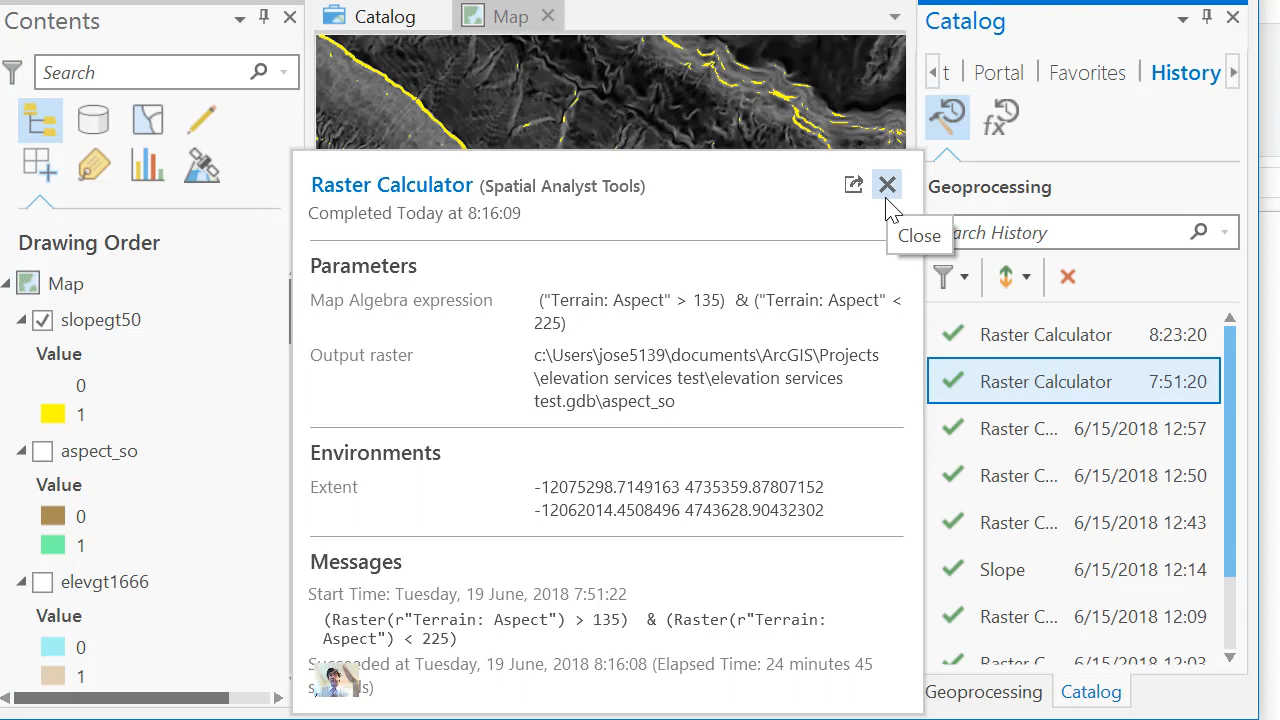 Contents
Search
Drawing Order
Map
slopegt50
Value
0
1
aspect_so
Value
0
1
elevgt1666
Value
0
1
Catalog
Map
Raster Calculator (Spatial Analyst Tools)
Completed Today at 8:16:09
Close
Parameters
Map Algebra expression ("Terrain: Aspect" > 135) & ("Terrain: Aspect" <
225)
Output raster c:\Users\jose5139\documents\ArcGIS\Projects
\elevation services test\elevation services
test.gdb\aspect_so
Environments
Extent -12075298.7149163 4735359.87807152
-12062014.4508496 4743628.90432302
Messages
Start Time: Tuesday, 19 June, 2018 7:51:22
(Raster(r"Terrain: Aspect") > 135) & (Raster(r"Terrain:
Aspect") < 225)
Succeeded at Tuesday, 19 June, 2018 8:16:08 (Elapsed Time: 24 minutes 45
Catalog
t Portal Favorites History
Geoprocessing
arch History
Raster Calculator 8:23:20
Raster Calculator 7:51:20
Raster C... 6/15/2018 12:57
Raster C... 6/15/2018 12:50
Raster C... 6/15/2018 12:43
Slope 6/15/2018 12:14
Raster C... 6/15/2018 12:09
Raster C... 6/15/2018 12:03
Geoprocessing Catalog